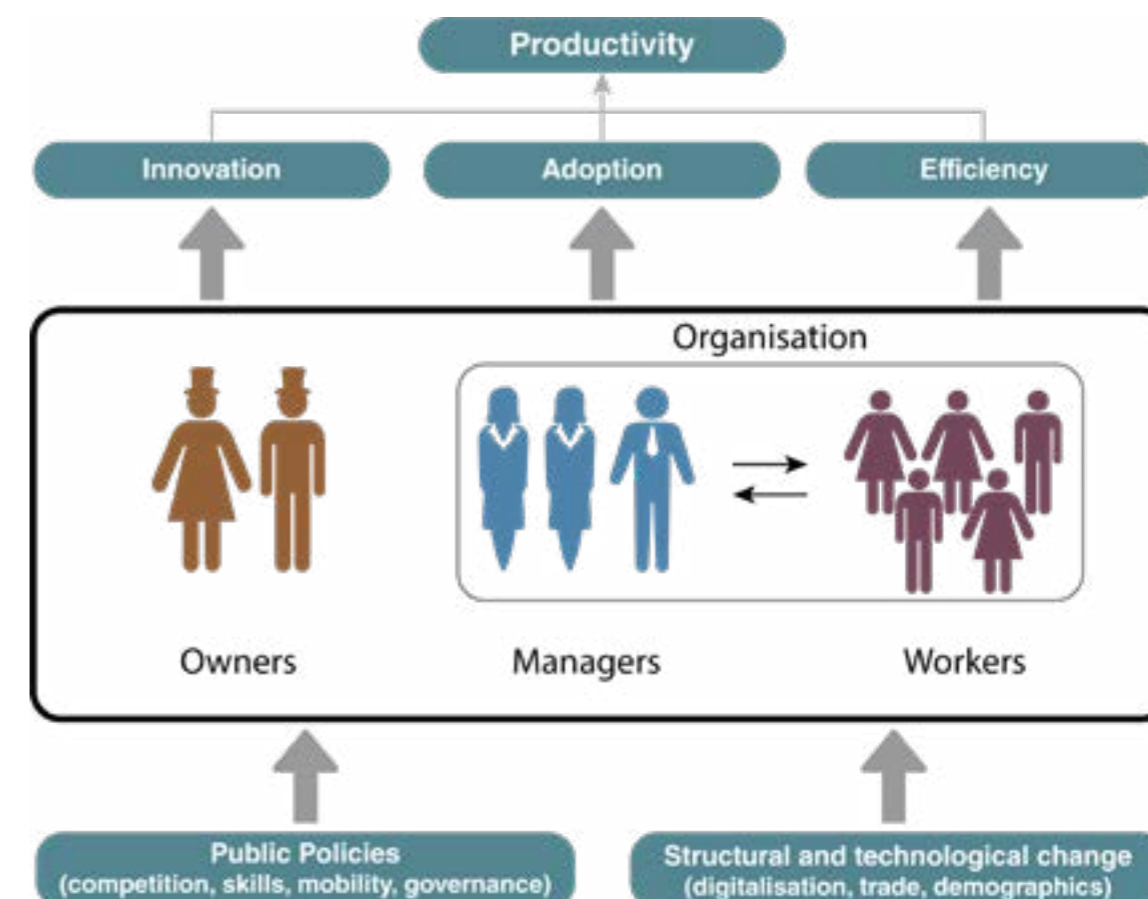 Productivity
Innovation
Adoption
Efficiency
Organisation
Owners
Managers
Workers
Public Policies
(competition, skills, mobility, governance)
Structural and technological change
(digitalisation, trade, demographics)